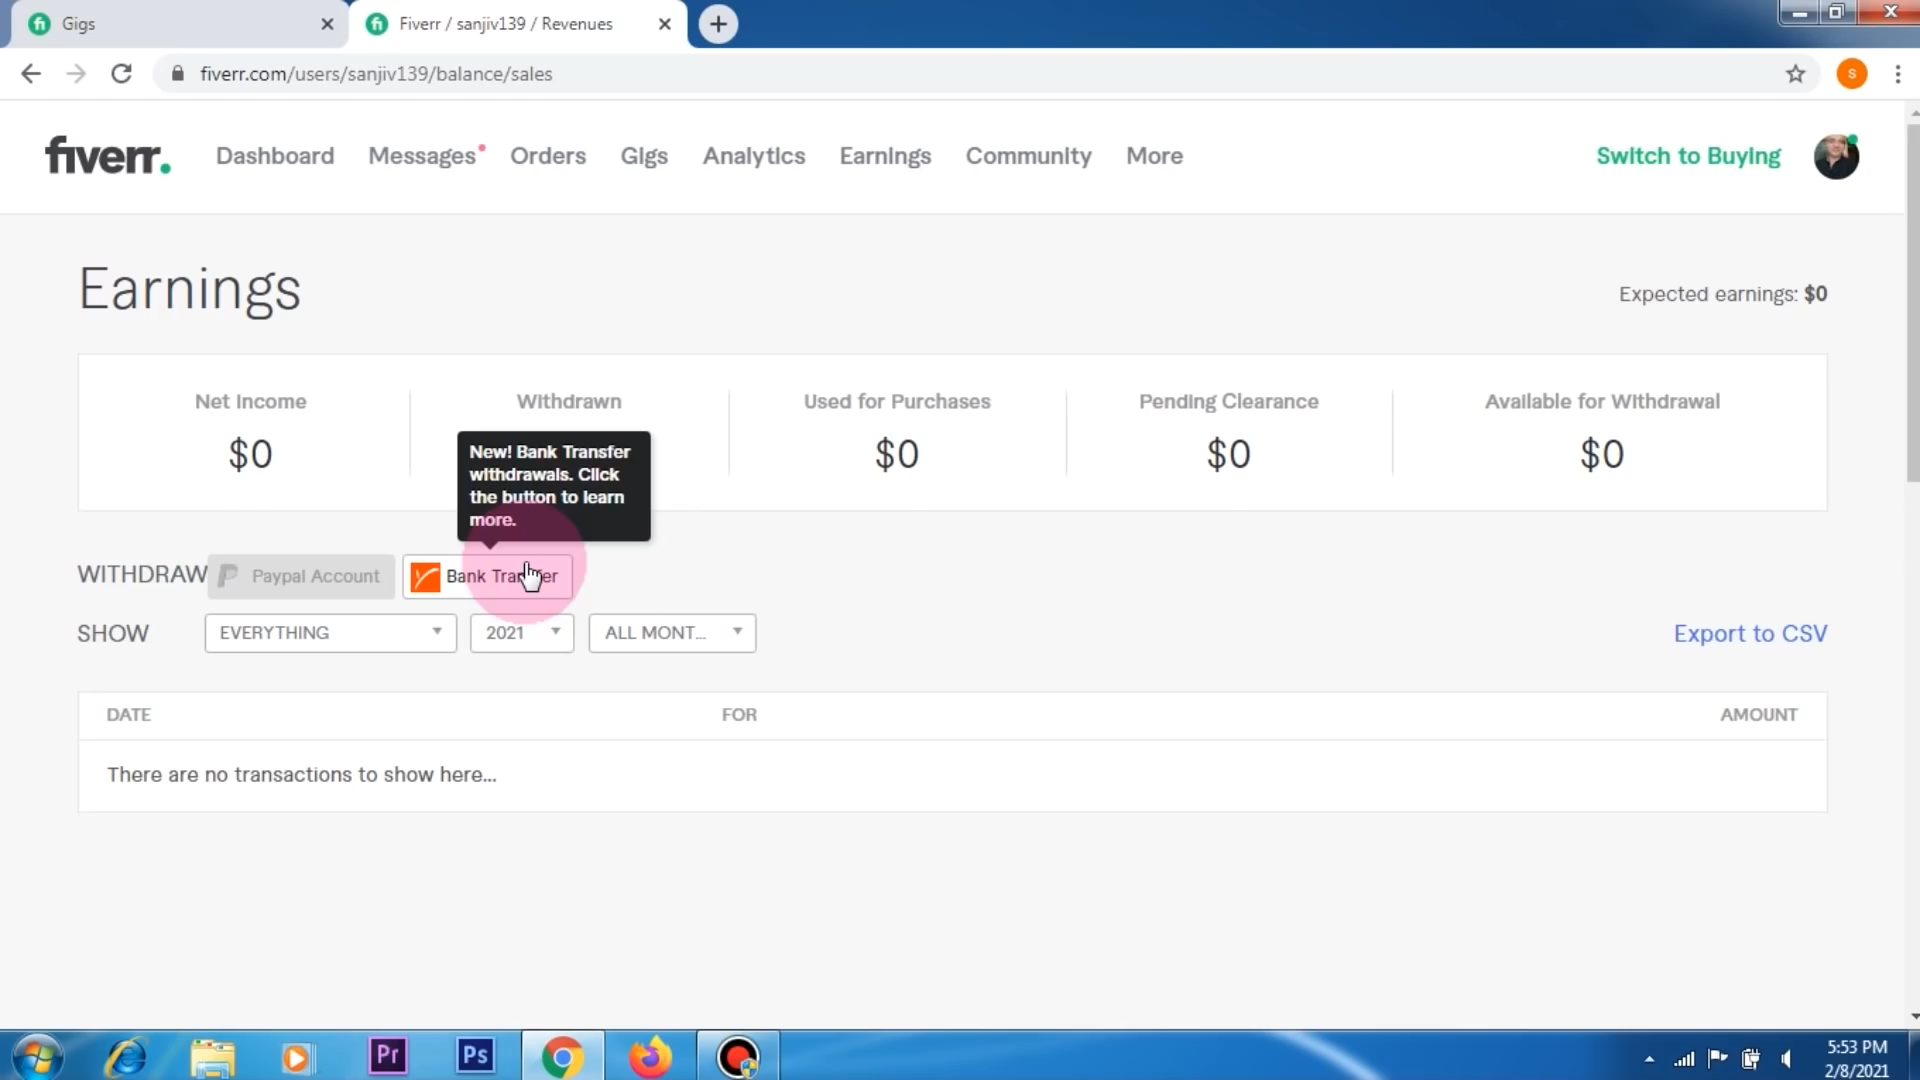 Gigs
Fiverr / sanjiv139 / Revenues
fiverr.com/users/sanjiv139/balance/sales
s
fiverr.
Dashboard Messages Orders Gigs Analytics Earnings Community More
Switch to Buying
Earnings
Expected earnings: $0
Net Income Withdrawn Used for Purchases Pending Clearance Available for Withdrawal
$0 $0 $0 $0
New! Bank Transfer
withdrawals. Click
the button to learn
more.
WITHDRAW Paypal Account Bank Transfer
SHOW EVERYTHING 2021 ALL MONT... Export to CSV
DATE FOR AMOUNT
There are no transactions to show here...
Pr Ps
5:53 PM
2/8/2021